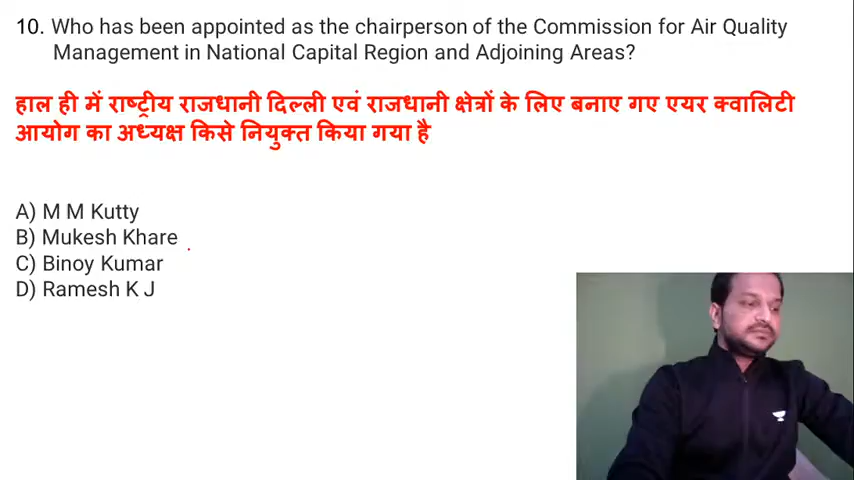 10. Who has been appointed as the chairperson of the Commission for Air Quality
Management in National Capital Region and Adjoining Areas?
हाल ही में राष्ट्रीय राजधानी दिल्ली एवं राजधानी क्षेत्रों के लिए बनाए गए एयर क्वालिटी
आयोग का अध्यक्ष किसे नियुक्त किया गया है
A) M M Kutty
B) Mukesh Khare
C) Binoy Kumar
D) Ramesh K J